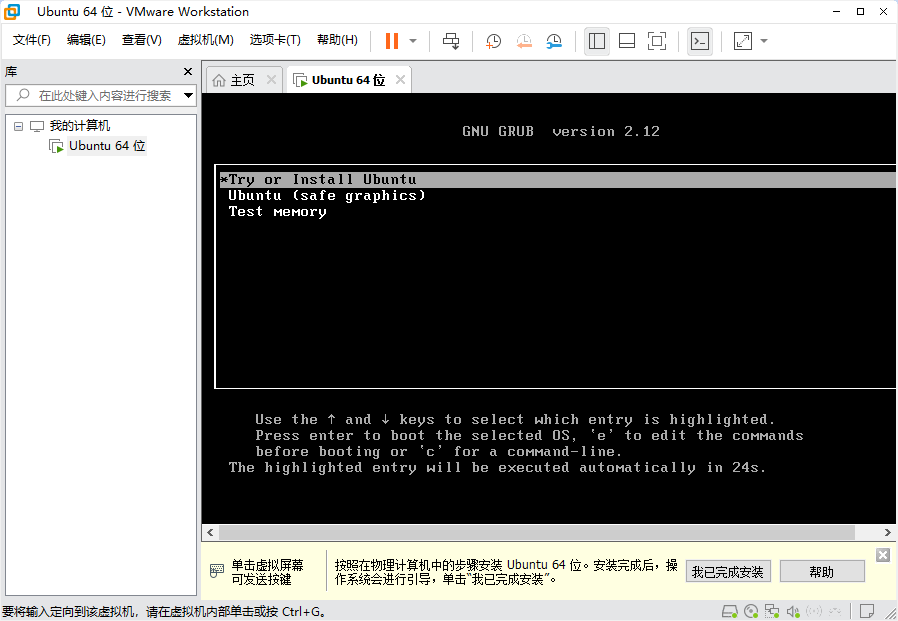 Ubuntu 64 位 - VMware Workstation
文件(F) 编辑(E) 查看(V) 虚拟机(M) 选项卡(T) 帮助(H)
库
主页
Ubuntu 64 位
在此处键入内容进行搜索
我的计算机
Ubuntu 64 位
GNU GRUB  version 2.12
*Try or Install Ubuntu
Ubuntu (safe graphics)
Test memory
Use the ↑ and ↓ keys to select which entry is highlighted.
Press enter to boot the selected OS, `e' to edit the commands
before booting or `c' for a command-line.
The highlighted entry will be executed automatically in 24s.
单击虚拟屏幕
可发送按键
按照在物理计算机中的步骤安装 Ubuntu 64 位。安装完成后，操
作系统会进行引导，单击“我已完成安装”。
我已完成安装
帮助
要将输入定向到该虚拟机，请在虚拟机内部单击或按 Ctrl+G。